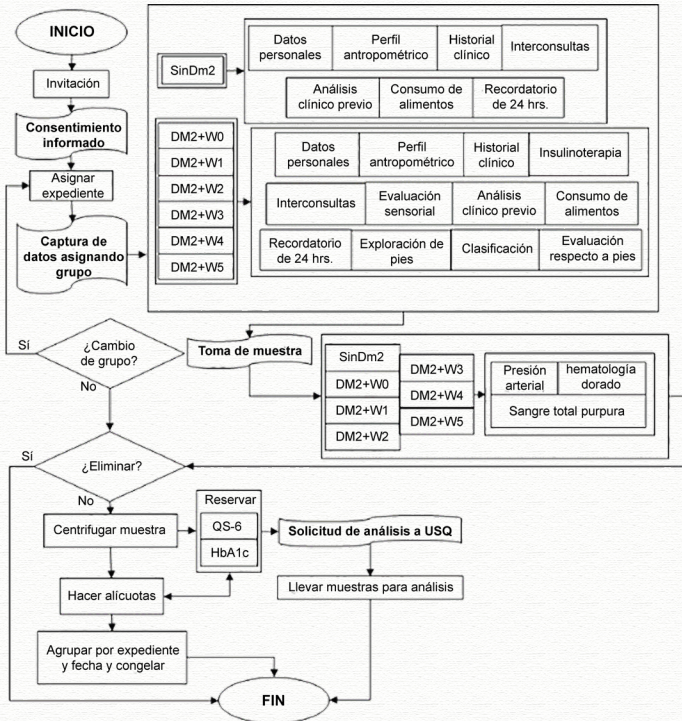 INICIO
Invitación
Consentimiento
informado
Asignar
expediente
Captura de
datos asignando
grupo
SinDm2
Datos
personales
Perfil
antropométrico
Historial
clínico
Interconsultas
Análisis
clínico previo
Consumo de
alimentos
Recordatorio
de 24 hrs.
DM2+W0
DM2+W1
DM2+W2
DM2+W3
DM2+W4
DM2+W5
Datos
personales
Perfil
antropométrico
Historial
clínico
Insulinoterapia
Interconsultas
Evaluación
sensorial
Análisis
clínico previo
Consumo de
alimentos
Recordatorio
de 24 hrs.
Exploración de
pies
Clasificación
Evaluación
respecto a pies
Sí
¿Cambio
de grupo?
No
Toma de muestra
SinDm2
DM2+W0
DM2+W1
DM2+W2
DM2+W3
DM2+W4
DM2+W5
Presión
arterial
hematología
dorado
Sangre total purpura
Sí
¿Eliminar?
No
Centrifugar muestra
Reservar
QS-6
HbA1c
Solicitud de análisis a USQ
Hacer alícuotas
Llevar muestras para análisis
Agrupar por expediente
y fecha y congelar
FIN